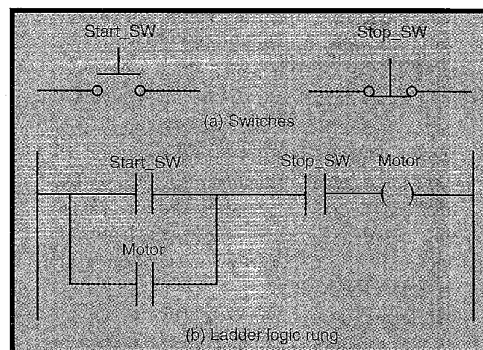 Start_SW
Stop_SW
(a) Switches
Start_SW
Stop_SW
Motor
Motor
(b) Ladder logic rung